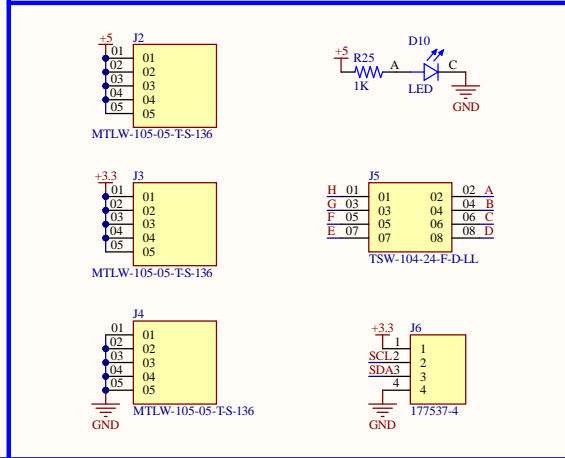 J2
+5
01 01
02 02
03 03
04 04
05 05
MTLW-105-05-T-S-136
D10
+5 R25 A C
1K LED
GND
J3
+3.3
01 01
02 02
03 03
04 04
05 05
MTLW-105-05-T-S-136
J5
H 01 01 02 02 A
G 03 03 04 04 B
F 05 05 06 06 C
E 07 07 08 08 D
TSW-104-24-F-D-LL
J4
01 01
02 02
03 03
04 04
05 05
GND
MTLW-105-05-T-S-136
+3.3 J6
1 1
SCL 2 2
SDA 3 3
4 4
GND
177537-4